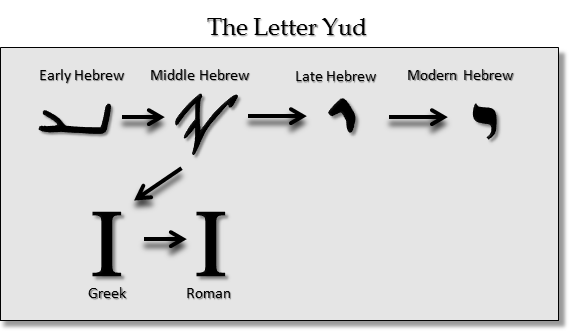 The Letter Yud
Early Hebrew Middle Hebrew Late Hebrew Modern Hebrew
י
I I
Greek Roman